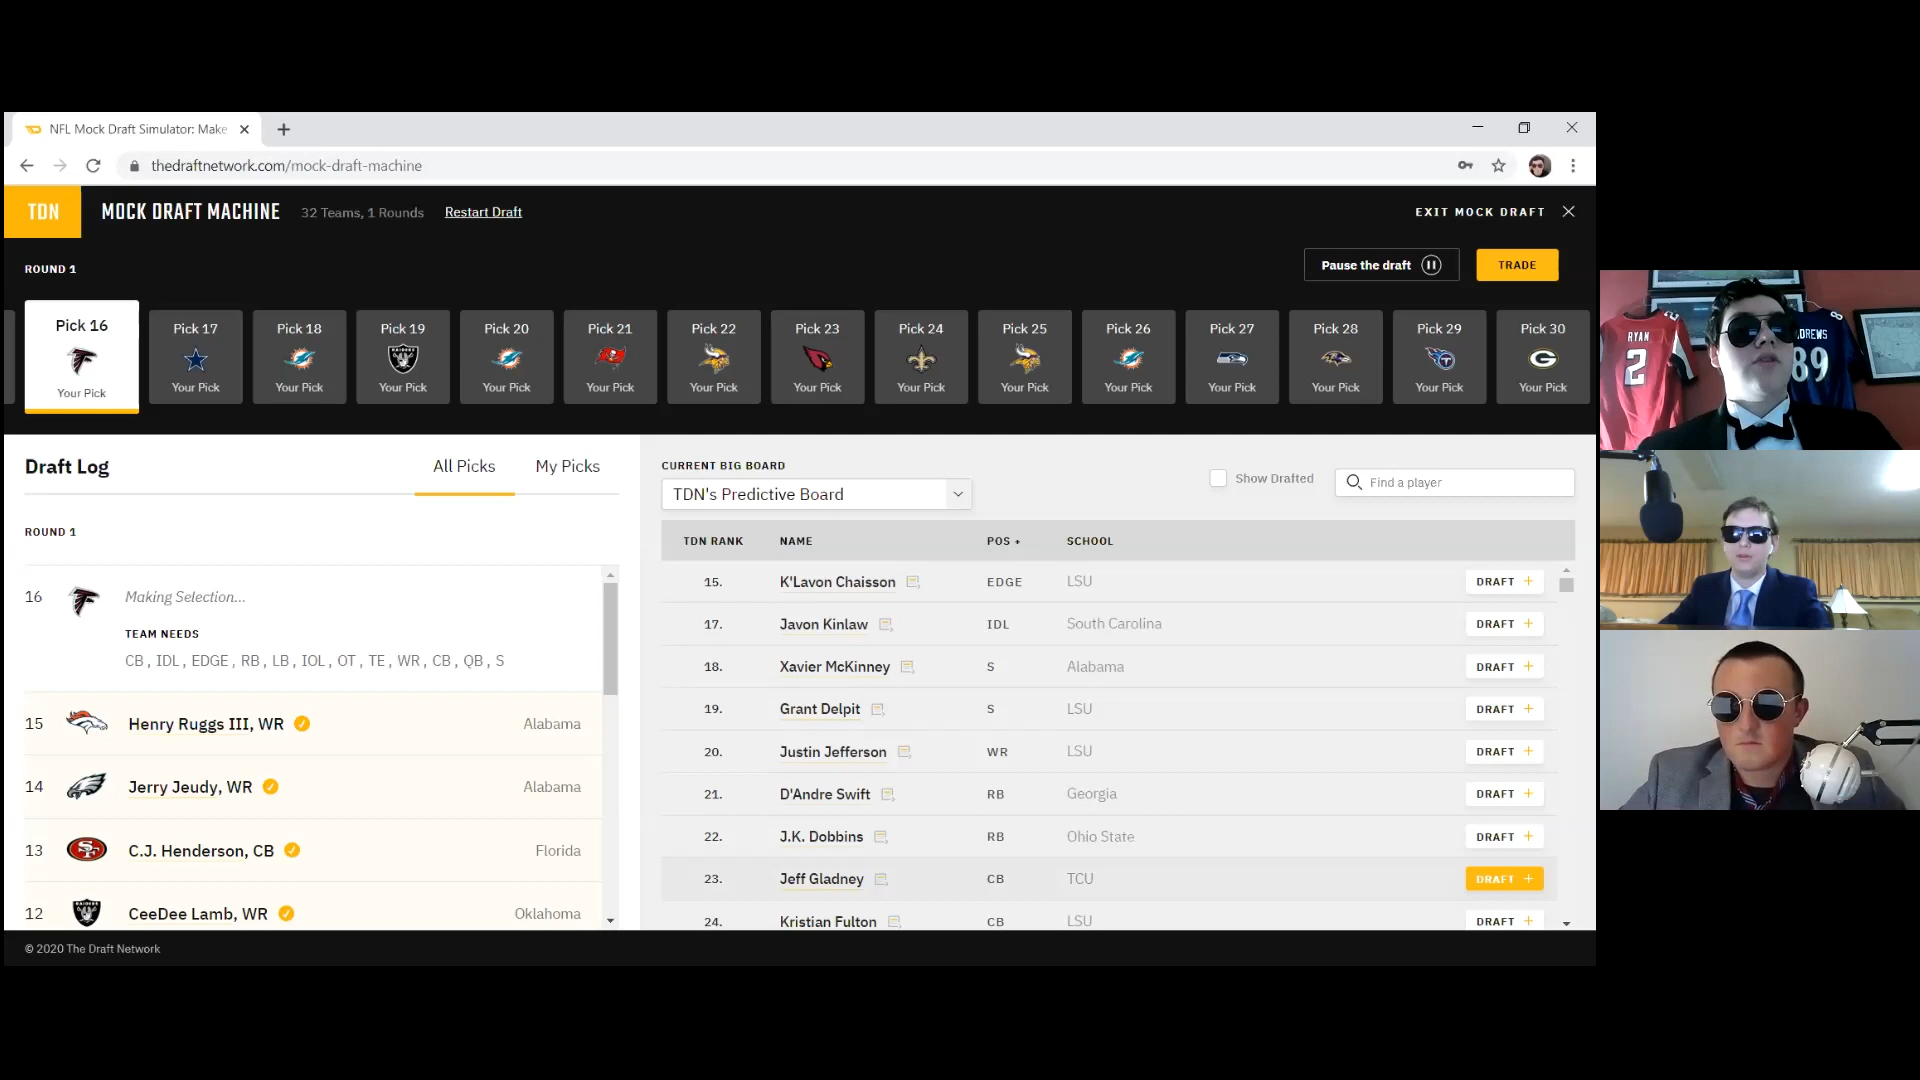 NFL Mock Draft Simulator: Make
thedraftnetwork.com/mock-draft-machine
TDN
MOCK DRAFT MACHINE
32 Teams, 1 Rounds
Restart Draft
EXIT MOCK DRAFT
ROUND 1
Pause the draft
TRADE
Pick 16
Your Pick
Pick 17
Your Pick
Pick 18
Your Pick
Pick 19
RAIDERS
Your Pick
Pick 20
Your Pick
Pick 21
Your Pick
Pick 22
Your Pick
Pick 23
Your Pick
Pick 24
Your Pick
Pick 25
Your Pick
Pick 26
Your Pick
Pick 27
Your Pick
Pick 28
Your Pick
Pick 29
Your Pick
Pick 30
G
Your Pick
Draft Log
All Picks
My Picks
ROUND 1
16
Making Selection...
TEAM NEEDS
CB , IDL , EDGE , RB , LB , IOL , OT , TE , WR , CB , QB , S
15
Henry Ruggs III, WR
Alabama
14
Jerry Jeudy, WR
Alabama
13
SF
C.J. Henderson, CB
Florida
12
RAIDERS
CeeDee Lamb, WR
Oklahoma
CURRENT BIG BOARD
TDN's Predictive Board
Show Drafted
Find a player
TDN RANK NAME POS + SCHOOL
15. K'Lavon Chaisson EDGE LSU DRAFT +
17. Javon Kinlaw IDL South Carolina DRAFT +
18. Xavier McKinney S Alabama DRAFT +
19. Grant Delpit S LSU DRAFT +
20. Justin Jefferson WR LSU DRAFT +
21. D'Andre Swift RB Georgia DRAFT +
22. J.K. Dobbins RB Ohio State DRAFT +
23. Jeff Gladney CB TCU DRAFT +
24. Kristian Fulton CB LSU DRAFT +
© 2020 The Draft Network
RYAN
2
DREWS
89